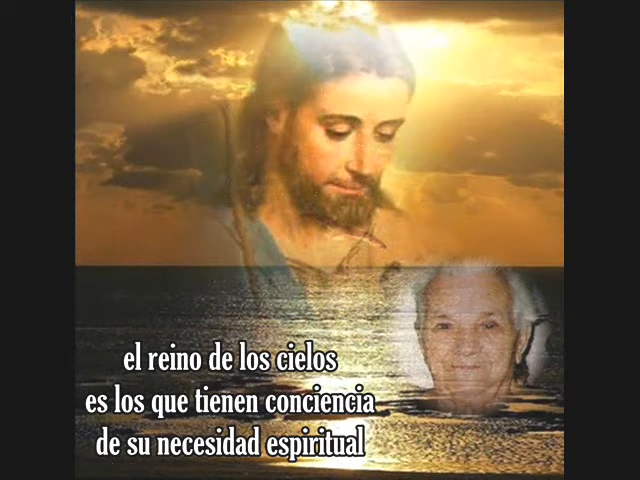 el reino de los cielos
es los que tienen conciencia
de su necesidad espiritual